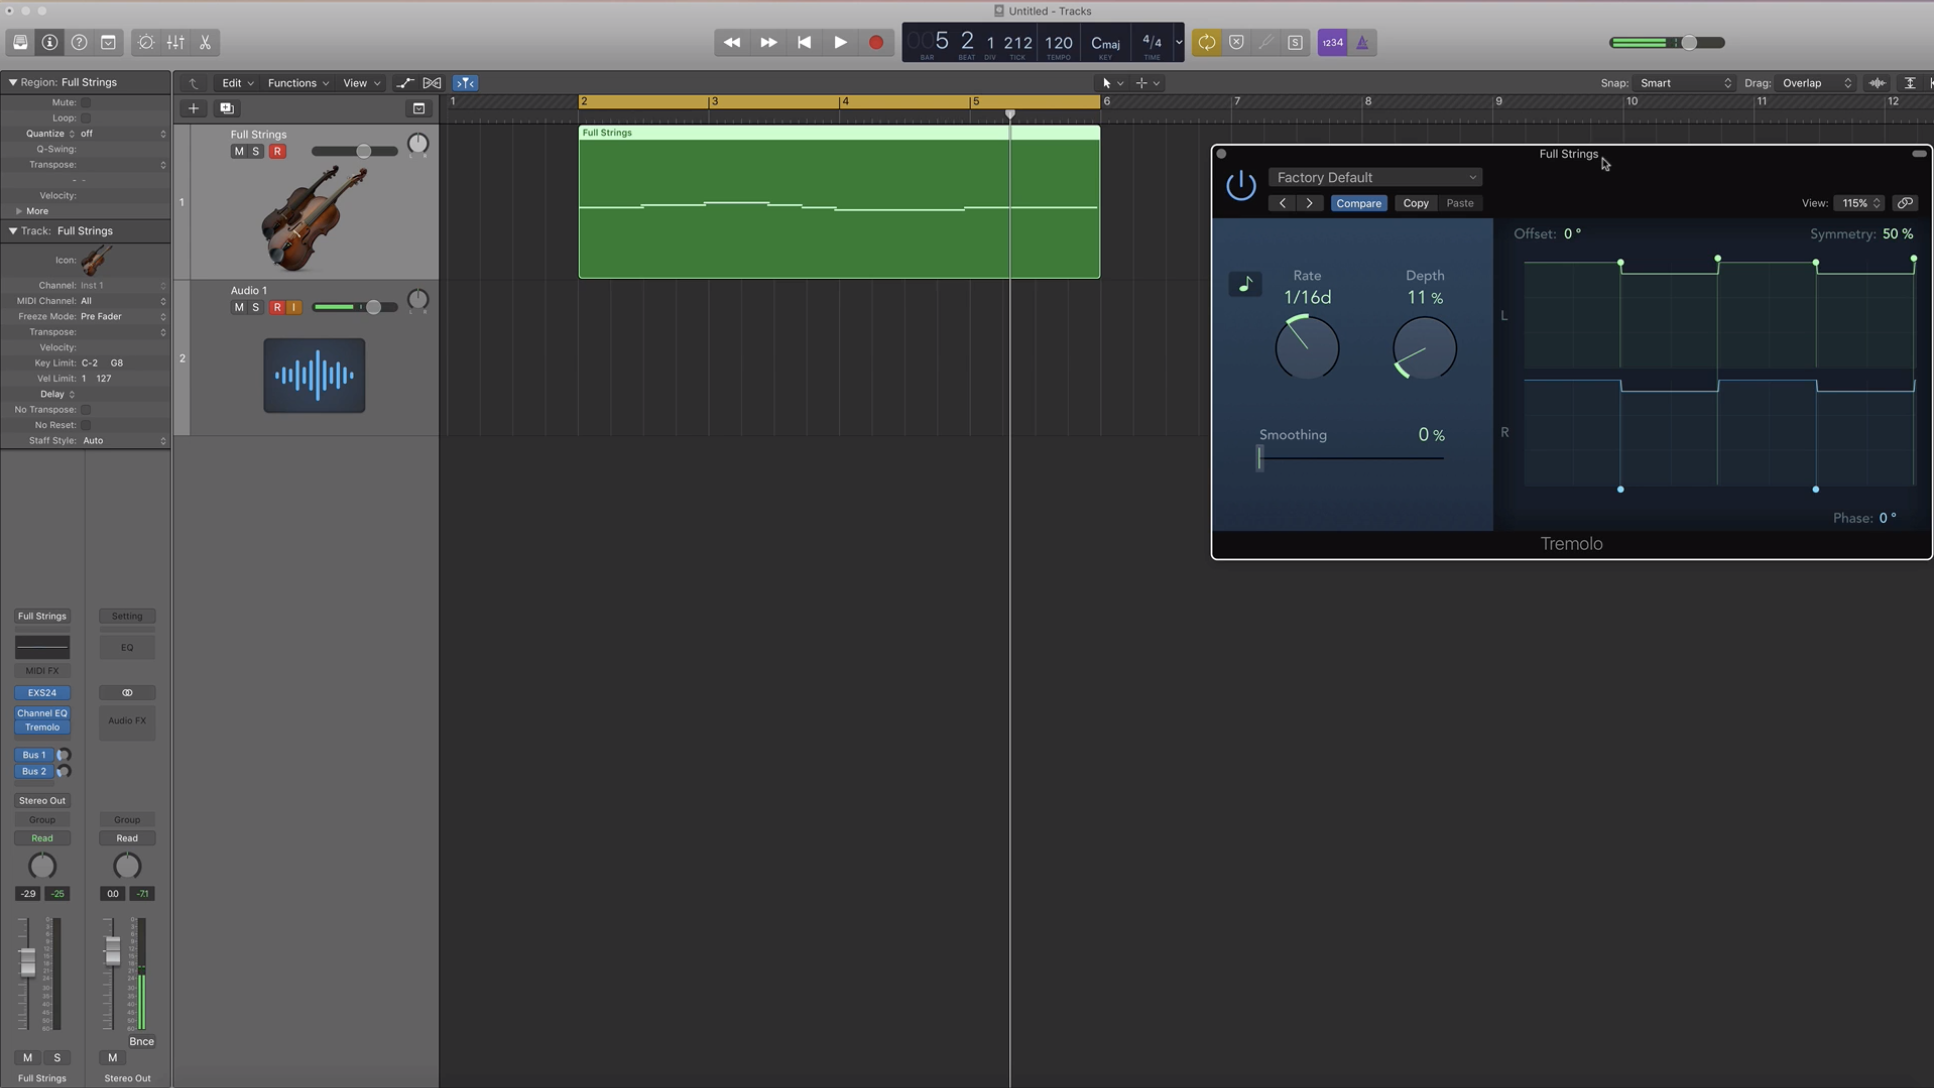 Untitled - Tracks
5 2 1 212 120 Cmaj 4/4
BAR BEAT DIV TICK TEMPO KEY TIME
S 1234
Region: Full Strings
Edit Functions View
Snap: Smart Drag: Overlap
Mute:
Loop:
Quantize off
Q-Swing:
Transpose:
Velocity:
More
Track: Full Strings
Icon:
Channel: Inst 1
MIDI Channel: All
Freeze Mode: Pre Fader
Transpose:
Velocity:
Key Limit: C-2 G8
Vel Limit: 1 127
Delay
No Transpose:
No Reset:
Staff Style: Auto
1 2 3 4 5 6 7 8 9 10 11 12
1
Full Strings
M S R
L R
2
Audio 1
M S R I
L R
Full Strings
Full Strings
Factory Default
Compare Copy Paste
View: 115%
Offset: 0° Symmetry: 50 %
Rate Depth
1/16d 11 %
L
R
Smoothing 0 %
Phase: 0°
Tremolo
Full Strings Setting
EQ
MIDI FX
EXS24
Channel EQ
Tremolo
Audio FX
Bus 1
Bus 2
Stereo Out
Group Group
Read Read
-2.9 -25 0.0 -7.1
Bnce
M S M
Full Strings Stereo Out